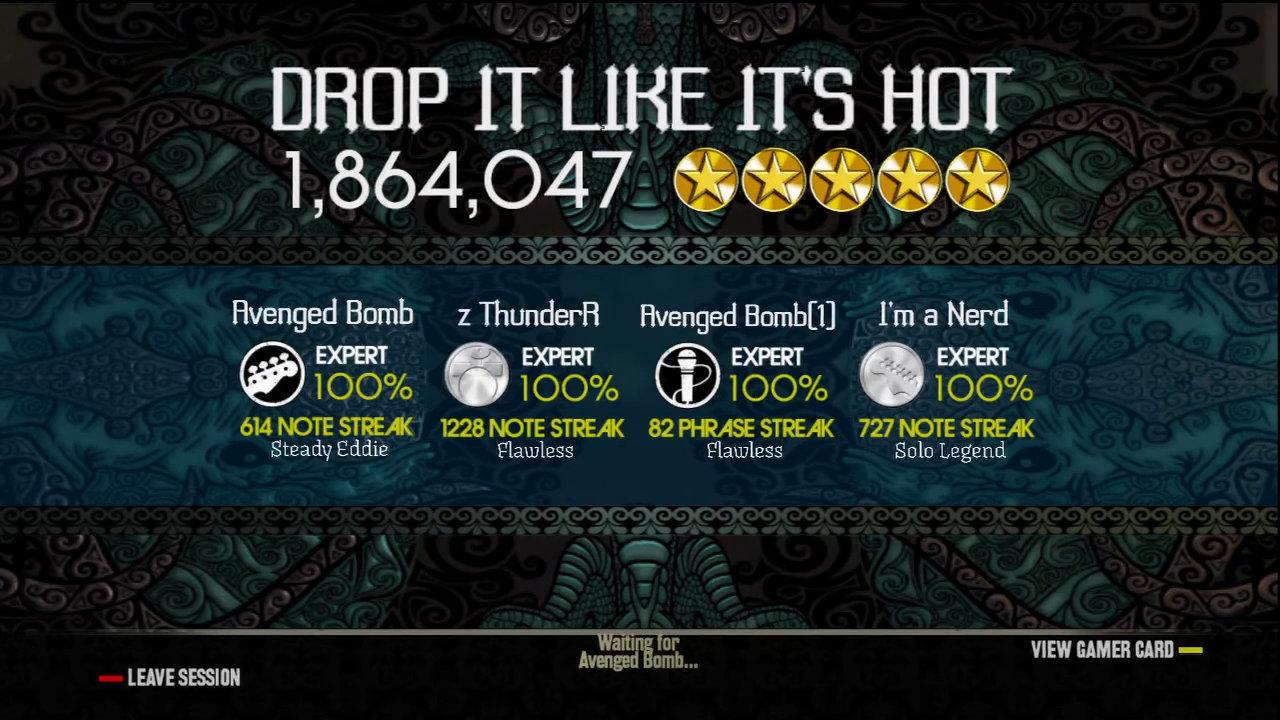 DROP IT LIKE IT'S HOT
1,864,047
Avenged Bomb
EXPERT
100%
614 NOTE STREAK
Steady Eddie
z ThunderR
EXPERT
100%
1228 NOTE STREAK
Flawless
Avenged Bomb(1)
EXPERT
100%
82 PHRASE STREAK
Flawless
I'm a Nerd
EXPERT
100%
727 NOTE STREAK
Solo Legend
Waiting for
Avenged Bomb...
VIEW GAMER CARD
LEAVE SESSION